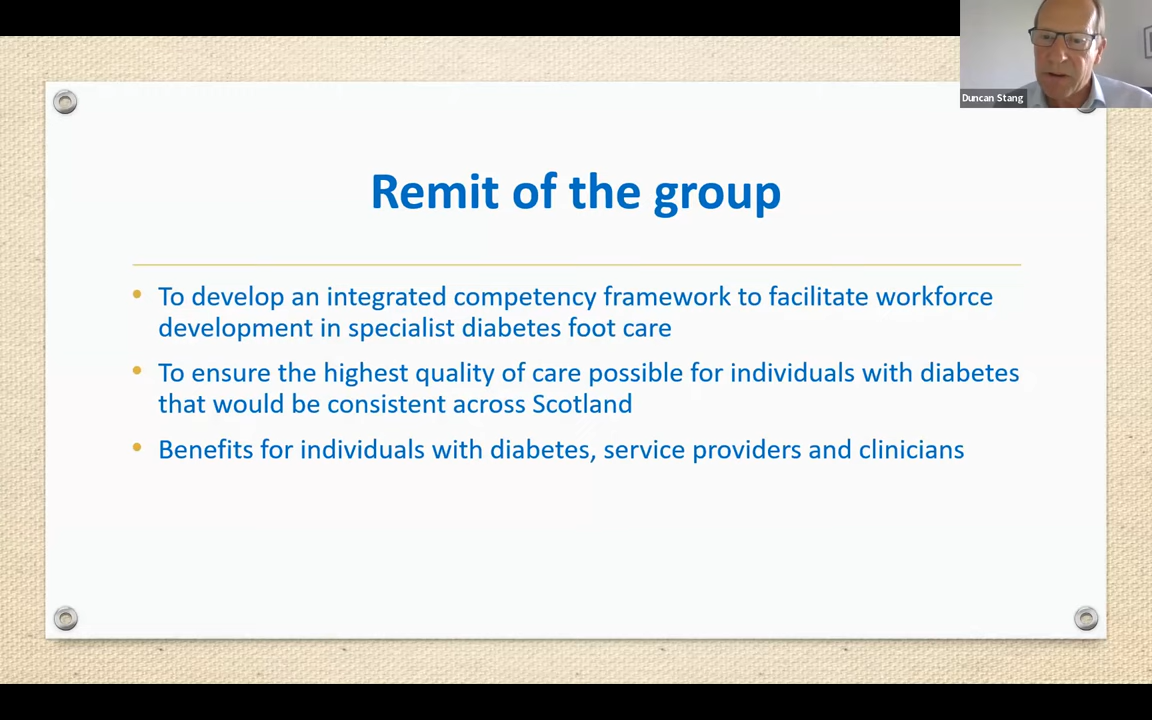 Duncan Stang
Remit of the group
• To develop an integrated competency framework to facilitate workforce
development in specialist diabetes foot care
• To ensure the highest quality of care possible for individuals with diabetes
that would be consistent across Scotland
• Benefits for individuals with diabetes, service providers and clinicians